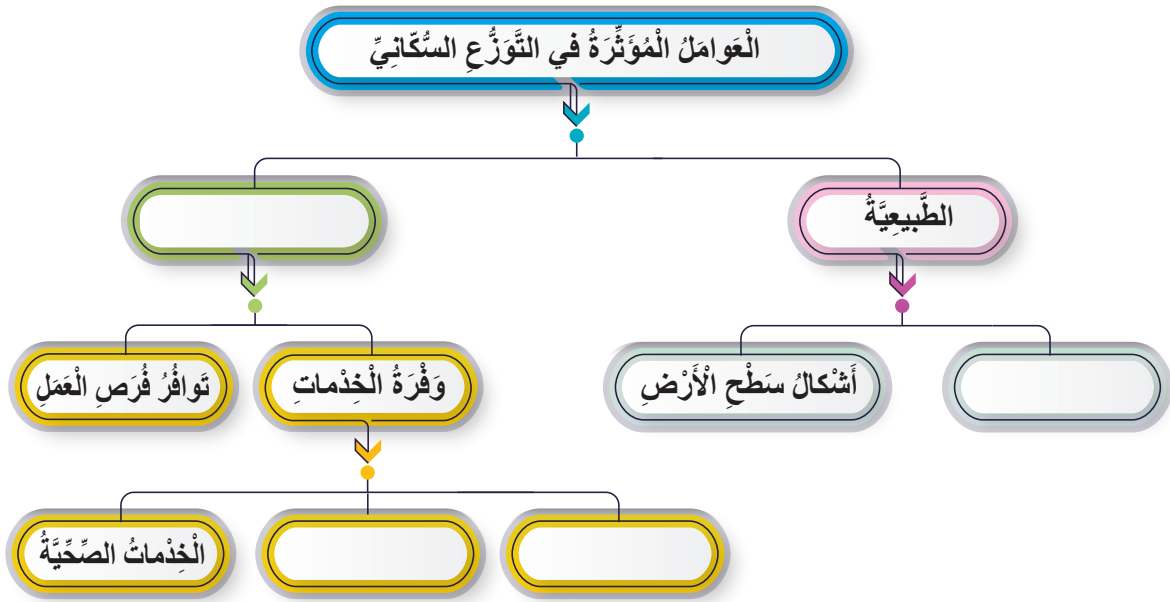 الْعَوامَلُ الْمُؤَثِّرَةُ في التَّوَزُّعِ السُّكّانِيِّ
الطَّبيعِيَّةُ
أَشْكالُ سَطْحِ الْأَرْضِ
وَفْرَةُ الْخِدْماتِ
تَوافُرُ فُرَصِ الْعَمَلِ
الْخِدْماتُ الصِّحِّيَّةُ